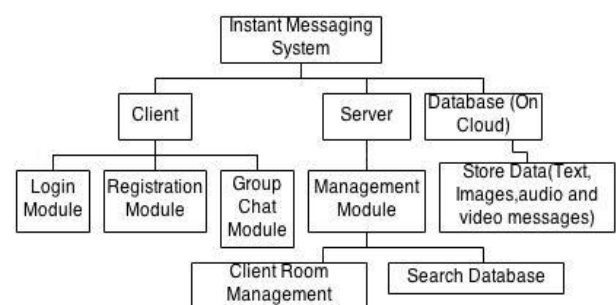 Instant Messaging
System
Client
Server
Database (On
Cloud)
Login
Module
Registration
Module
Group
Chat
Module
Management
Module
Store Data(Text,
Images,audio and
video messages)
Client Room
Management
Search Database